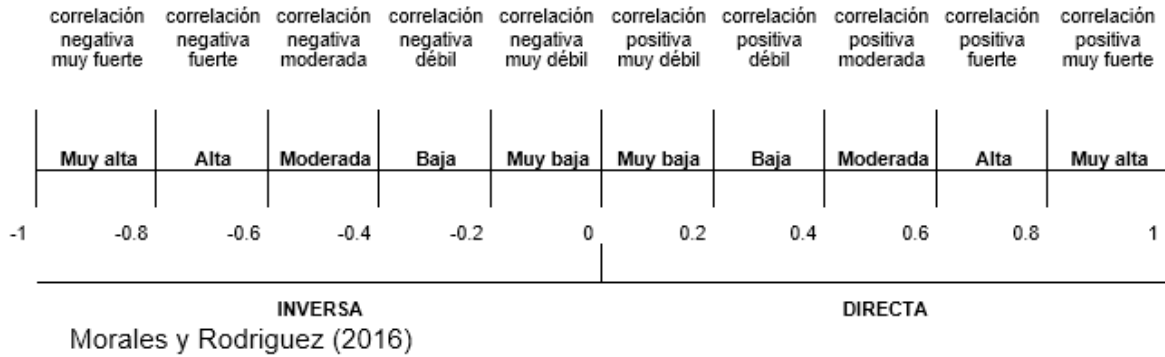 correlación correlación correlación correlación correlación correlación correlación correlación correlación correlación
negativa negativa negativa negativa negativa positiva positiva positiva positiva positiva
muy fuerte fuerte moderada débil muy débil muy débil débil moderada fuerte muy fuerte
Muy alta Alta Moderada Baja Muy baja Muy baja Baja Moderada Alta Muy alta
-1 -0.8 -0.6 -0.4 -0.2 0 0.2 0.4 0.6 0.8 1
INVERSA DIRECTA
Morales y Rodriguez (2016)